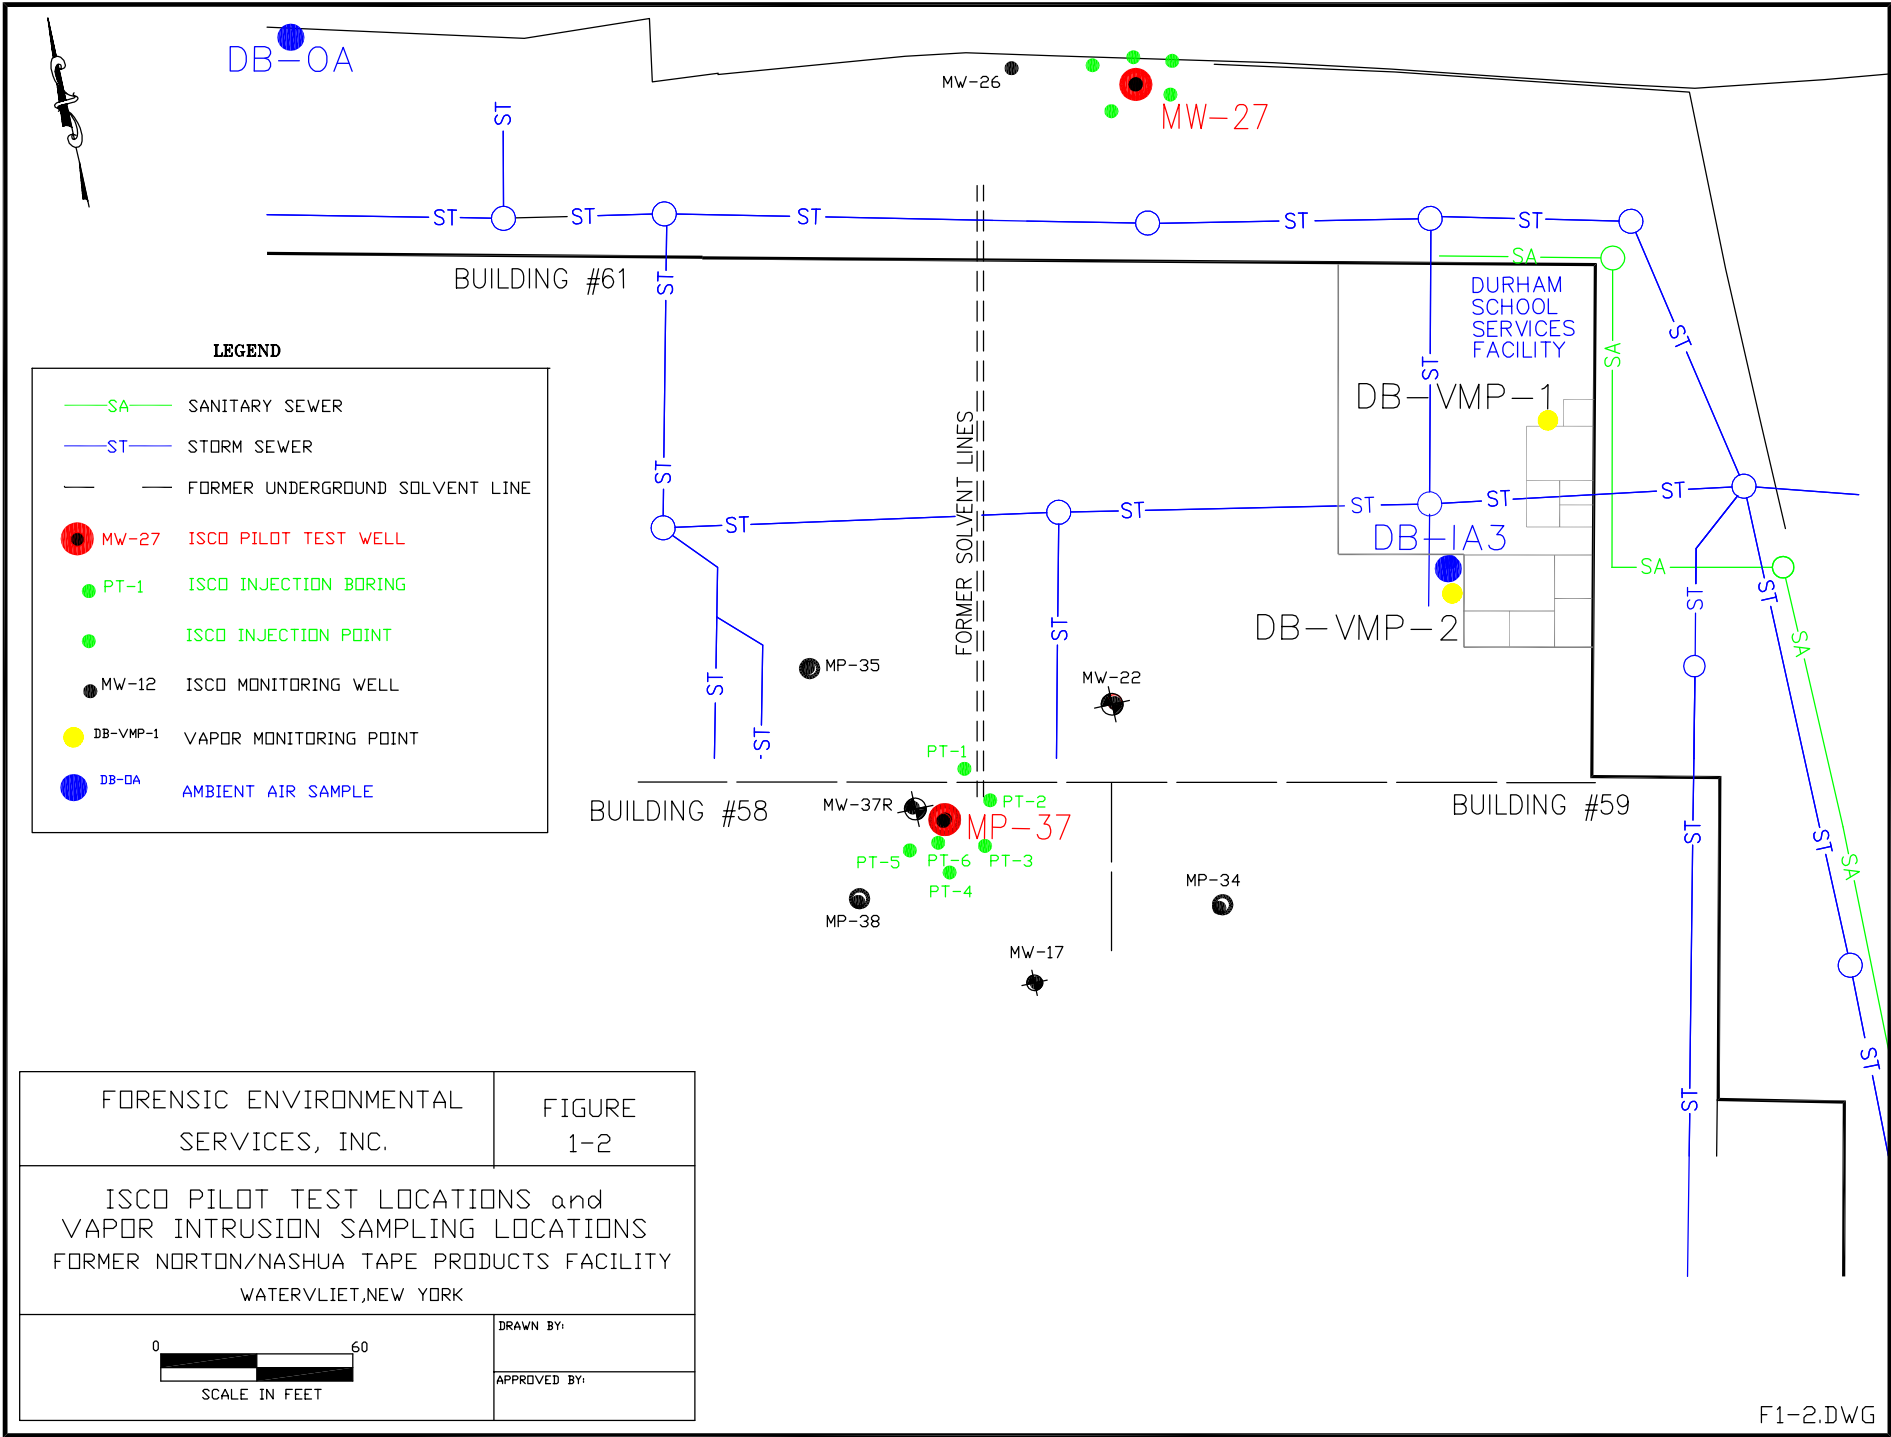 DB-OA
MW-26
MW-27
ST
ST
ST
ST
ST
ST
BUILDING #61
ST
SA
DURHAM
SCHOOL
SERVICES
FACILITY
ST
SA
ST
DB-VMP-1
LEGEND
SA SANITARY SEWER
ST STORM SEWER
FORMER UNDERGROUND SOLVENT LINE
MW-27 ISCO PILOT TEST WELL
PT-1 ISCO INJECTION BORING
ISCO INJECTION POINT
MW-12 ISCO MONITORING WELL
DB-VMP-1 VAPOR MONITORING POINT
DB-OA AMBIENT AIR SAMPLE
FORMER SOLVENT LINES
ST
ST
ST
ST
ST
ST
DB-IA3
SA
ST
ST
DB-VMP-2
ST
SA
MP-35
MW-22
ST
ST
PT-1
BUILDING #58
MW-37R
PT-2
MP-37
BUILDING #59
PT-5
PT-6
PT-3
PT-4
ST
ST
SA
MP-38
MP-34
MW-17
ST
ST
FORENSIC ENVIRONMENTAL
SERVICES, INC.
FIGURE
1-2
ISCO PILOT TEST LOCATIONS and
VAPOR INTRUSION SAMPLING LOCATIONS
FORMER NORTON/NASHUA TAPE PRODUCTS FACILITY
WATERVLIET,NEW YORK
0 60
SCALE IN FEET
DRAWN BY:
APPROVED BY:
F1-2.DWG